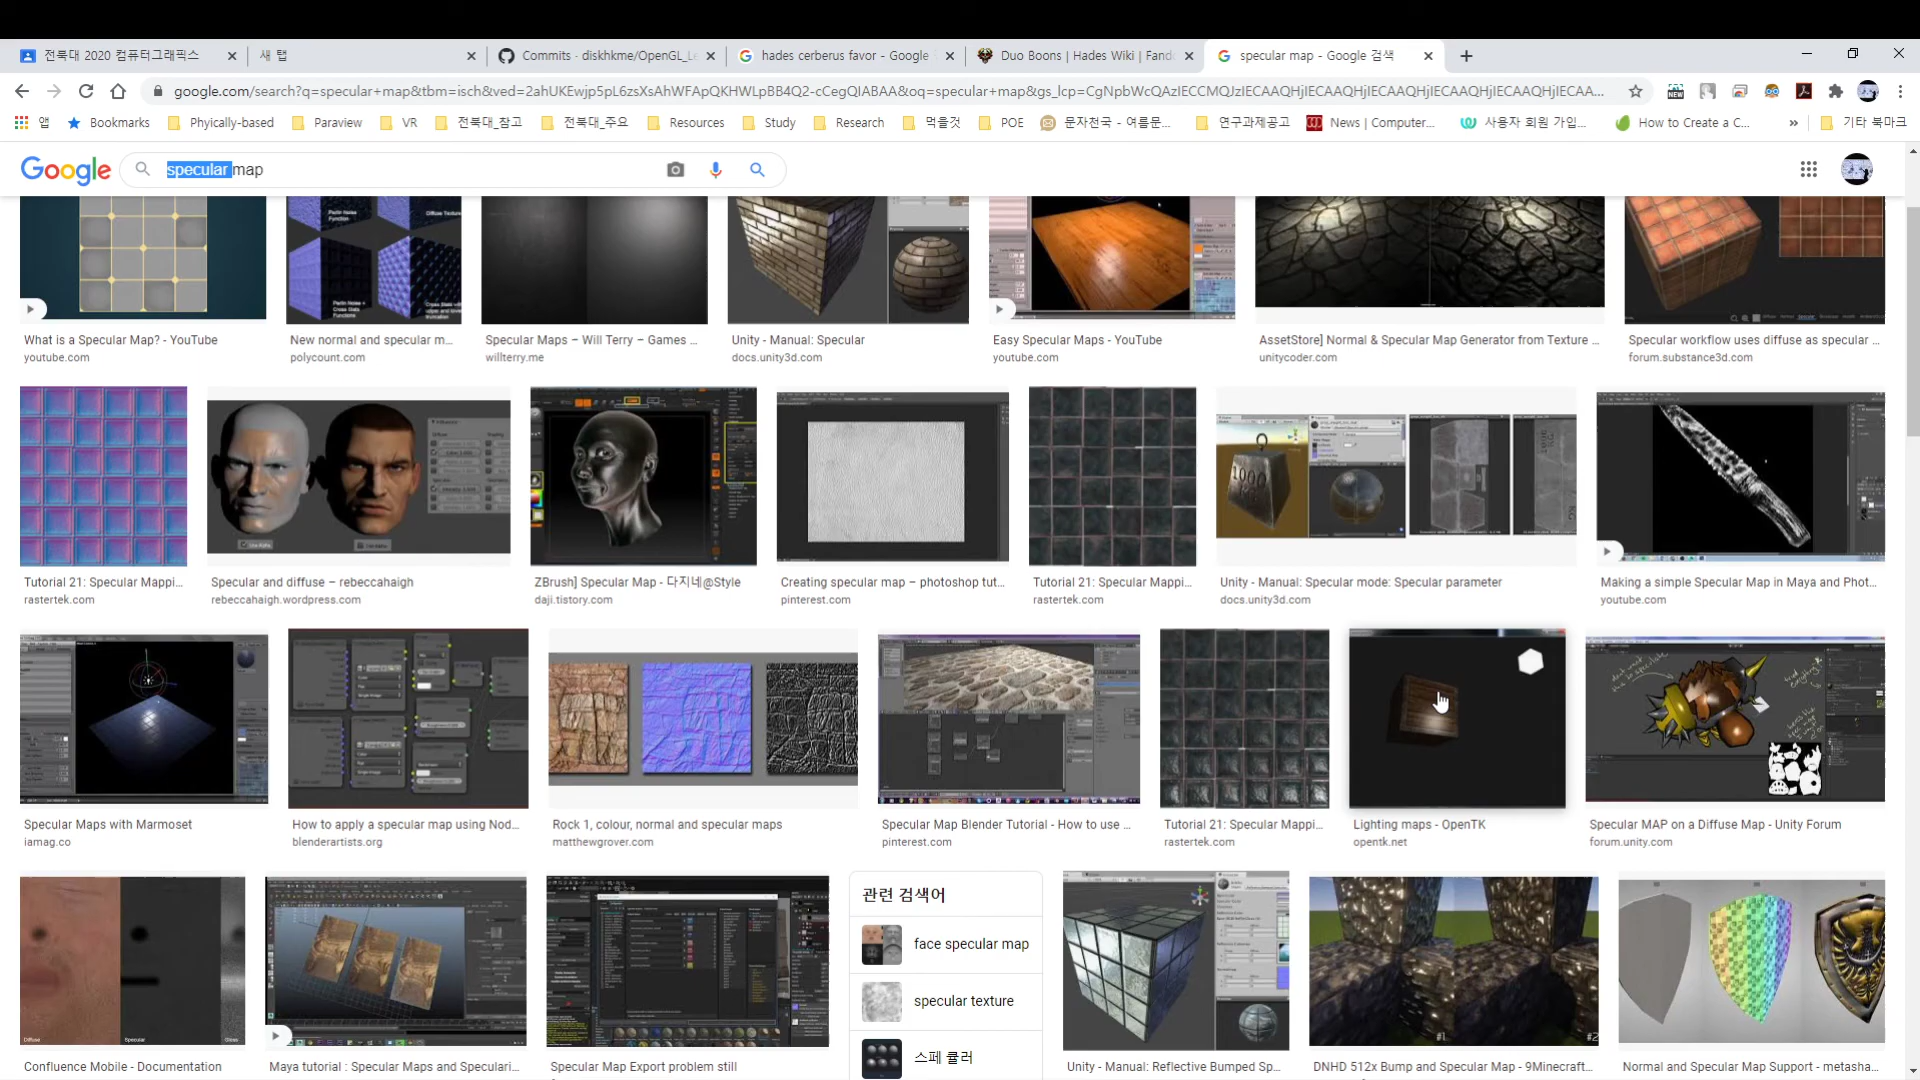 전북대 2020 컴퓨터그래픽스
새 탭
Commits · diskhkme/OpenGL_Le
hades cerberus favor - Google
Duo Boons | Hades Wiki | Fando
specular map - Google 검색
google.com/search?q=specular+map&tbm=isch&ved=2ahUKEwjp5pL6zsXsAhWFApQKHWLpBB4Q2-cCegQIABAA&oq=specular+map&gs_lcp=CgNpbWcQAzIECCMQJzIECAAQHjIECAAQHjIECAAQHjIECAAQHjIECAAQHjIECAA...
앱
Bookmarks
Phyically-based
Paraview
VR
전북대_참고
전북대_주요
Resources
Study
Research
먹을것
POE
문자천국 - 여름문...
연구과제공고
News | Computer...
사용자 회원 가입...
How to Create a C...
»
기타 북마크
Google
specular map
What is a Specular Map? - YouTube
youtube.com
New normal and specular m...
polycount.com
Specular Maps – Will Terry – Games ...
willterry.me
Unity - Manual: Specular
docs.unity3d.com
Easy Specular Maps - YouTube
youtube.com
AssetStore] Normal & Specular Map Generator from Texture ...
unitycoder.com
Specular workflow uses diffuse as specular ...
forum.substance3d.com
Tutorial 21: Specular Mappi...
rastertek.com
Specular and diffuse – rebeccahaigh
rebeccahaigh.wordpress.com
ZBrush] Specular Map - 다지네@Style
daji.tistory.com
Creating specular map – photoshop tut...
pinterest.com
Tutorial 21: Specular Mappi...
rastertek.com
Unity - Manual: Specular mode: Specular parameter
docs.unity3d.com
Making a simple Specular Map in Maya and Phot...
youtube.com
Specular Maps with Marmoset
iamag.co
How to apply a specular map using Nod...
blenderartists.org
Rock 1, colour, normal and specular maps
matthewgrover.com
Specular Map Blender Tutorial - How to use ...
pinterest.com
Tutorial 21: Specular Mappi...
rastertek.com
Lighting maps - OpenTK
opentk.net
Specular MAP on a Diffuse Map - Unity Forum
forum.unity.com
Diffuse
Specular
Gloss
Confluence Mobile - Documentation
Maya tutorial : Specular Maps and Speculari...
Specular Map Export problem still
관련 검색어
face specular map
specular texture
스페 큘러
Unity - Manual: Reflective Bumped Sp...
#1
#2
DNHD 512x Bump and Specular Map - 9Minecraft...
Normal and Specular Map Support - metasha...